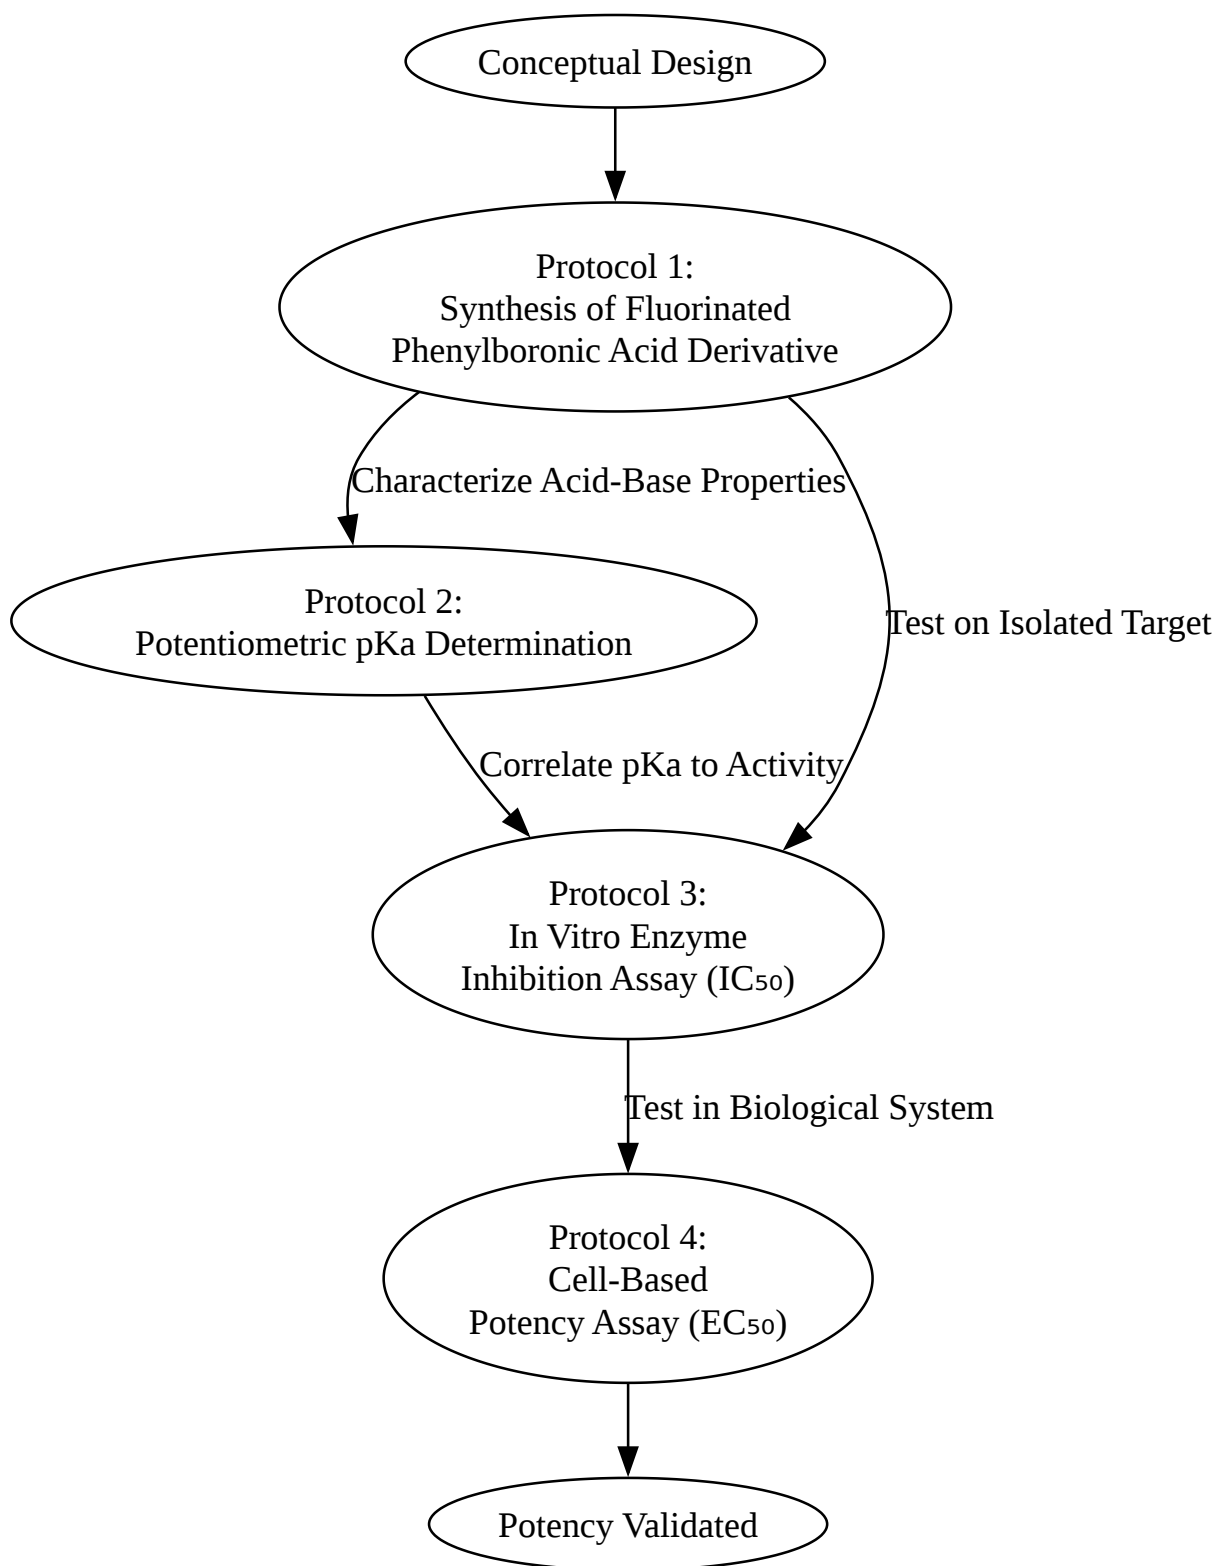 Conceptual Design
Protocol 1:
Synthesis of Fluorinated
Phenylboronic Acid Derivative
Characterize Acid-Base Properties
Protocol 2:
Potentiometric pKa Determination
Test on Isolated Target
Correlate pKa to Activity
Protocol 3:
In Vitro Enzyme
Inhibition Assay (IC₅₀)
Test in Biological System
Protocol 4:
Cell-Based
Potency Assay (EC₅₀)
Potency Validated